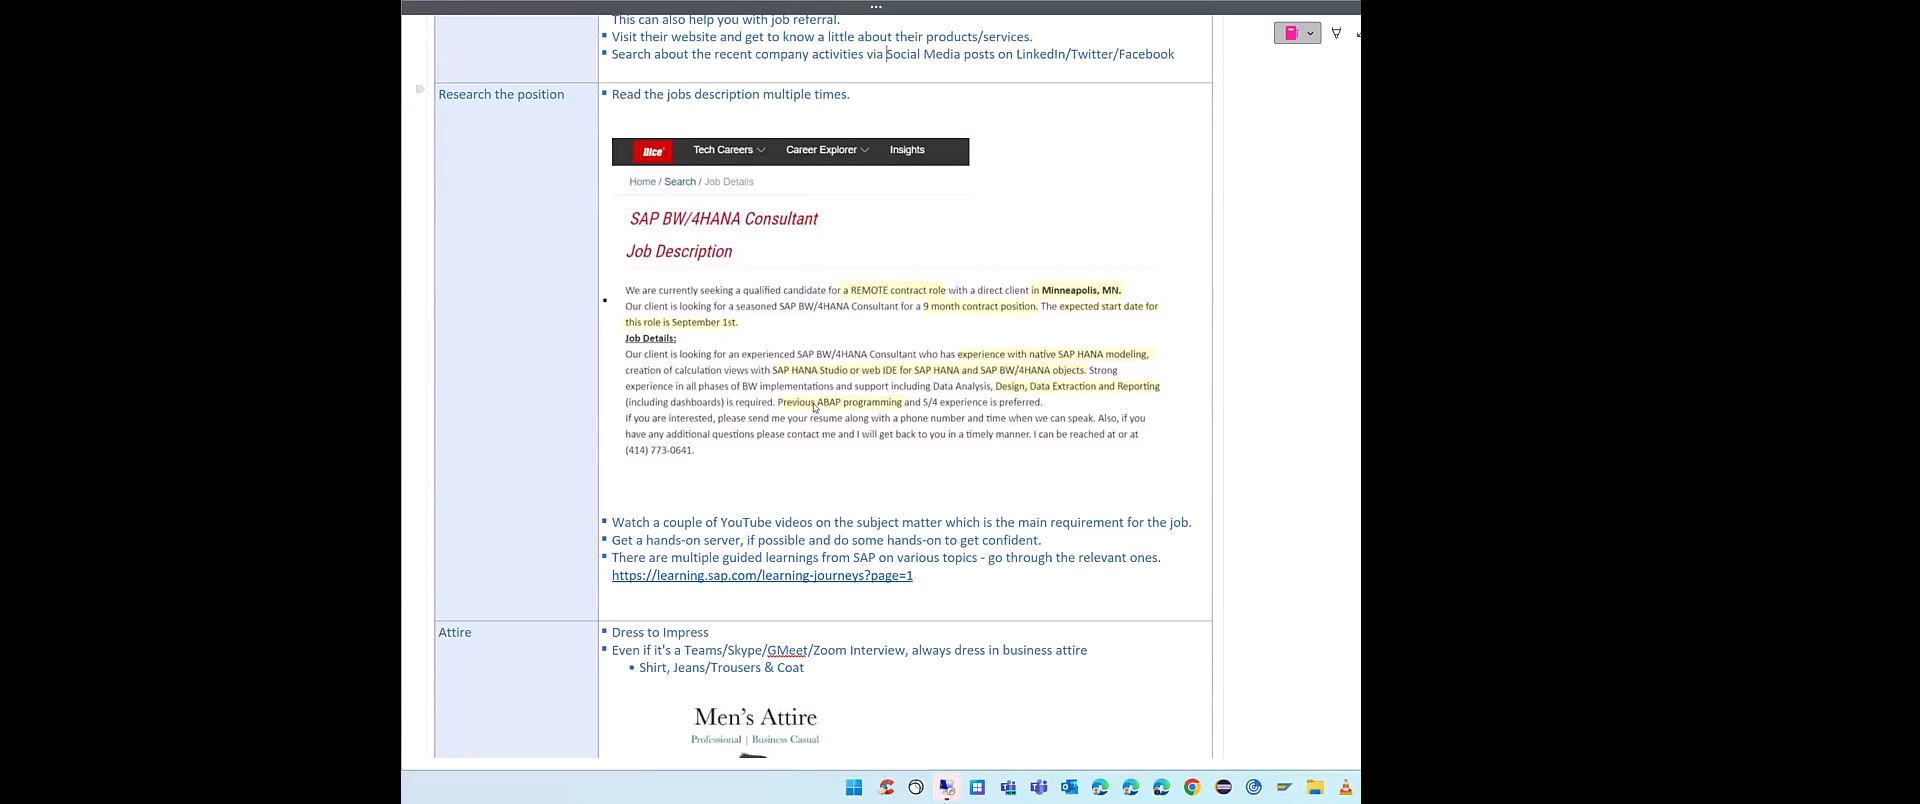 This can also help you with job referral.
Visit their website and get to know a little about their products/services.
Search about the recent company activities via Social Media posts on LinkedIn/Twitter/Facebook
Research the position
Read the jobs description multiple times.
Dice
Tech Careers
Career Explorer
Insights
Home / Search / Job Details
SAP BW/4HANA Consultant
Job Description
We are currently seeking a qualified candidate for a REMOTE contract role with a direct client in Minneapolis, MN.
Our client is looking for a seasoned SAP BW/4HANA Consultant for a 9 month contract position. The expected start date for
this role is September 1st.
Job Details:
Our client is looking for an experienced SAP BW/4HANA Consultant who has experience with native SAP HANA modeling,
creation of calculation views with SAP HANA Studio or web IDE for SAP HANA and SAP BW/4HANA objects. Strong
experience in all phases of BW implementations and support including Data Analysis, Design, Data Extraction and Reporting
(including dashboards) is required. Previous ABAP programming and S/4 experience is preferred.
If you are interested, please send me your resume along with a phone number and time when we can speak. Also, if you
have any additional questions please contact me and I will get back to you in a timely manner. I can be reached at or at
(414) 773-0641.
Watch a couple of YouTube videos on the subject matter which is the main requirement for the job.
Get a hands-on server, if possible and do some hands-on to get confident.
There are multiple guided learnings from SAP on various topics - go through the relevant ones.
https://learning.sap.com/learning-journeys?page=1
Attire
Dress to Impress
Even if it's a Teams/Skype/GMeet/Zoom Interview, always dress in business attire
Shirt, Jeans/Trousers & Coat
Men's Attire
Professional | Business Casual